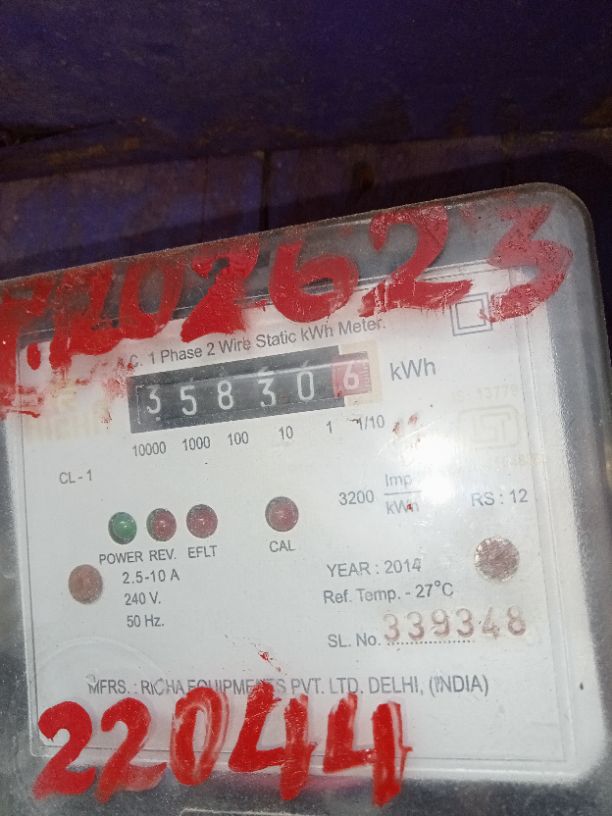 A.C. 1 Phase 2 Wire Static kWh Meter.
358306 kWh
10000 1000 100 10 1 1/10
CL - 1
3200 Imp
kWh
RS : 12
POWER REV. EFLT CAL
2.5-10 A
240 V.
50 Hz.
YEAR : 2014
Ref. Temp. - 27°C
SL. No. 339348
MFRS. : RICHA EQUIPMENTS PVT. LTD. DELHI, (INDIA)
22044